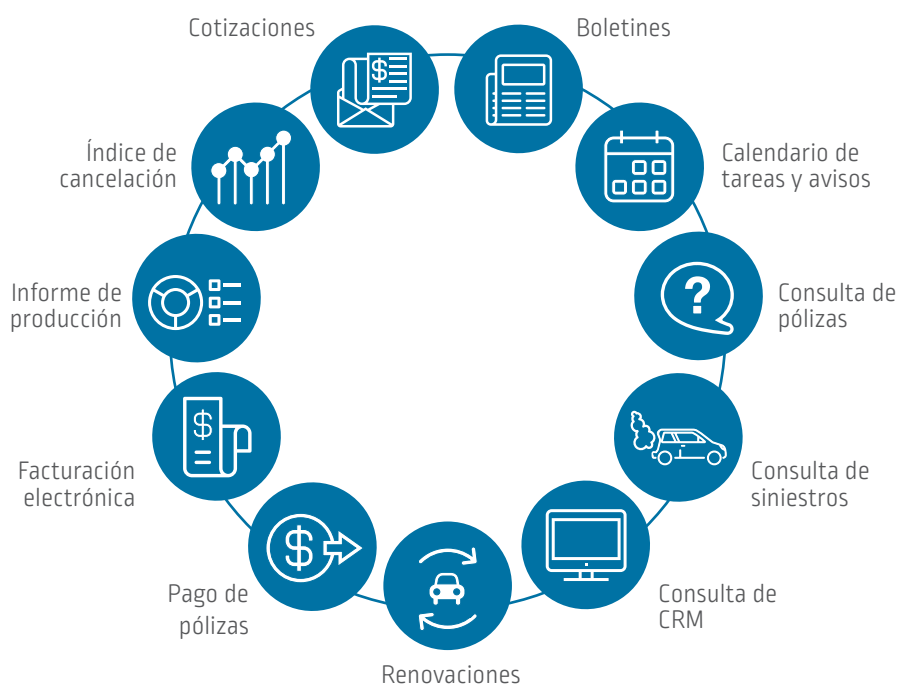 Cotizaciones
Boletines
Índice de
cancelación
Calendario de
tareas y avisos
Informe de
producción
Consulta de
pólizas
Facturación
electrónica
Consulta de
siniestros
Pago de
pólizas
Consulta de
CRM
Renovaciones
$
?
$
$